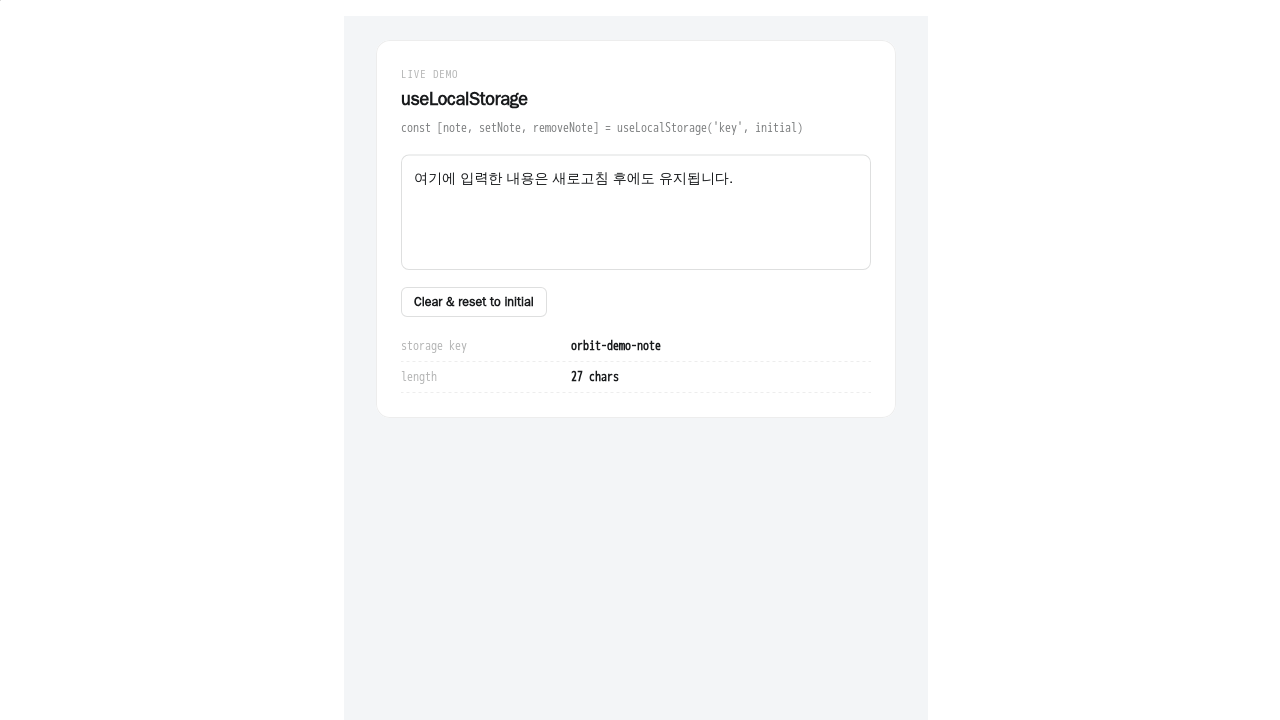 LIVE DEMO
useLocalStorage
const [note, setNote, removeNote] = useLocalStorage('key', initial)
여기에 입력한 내용은 새로고침 후에도 유지됩니다.
Clear & reset to initial
storage key orbit-demo-note
length 27 chars